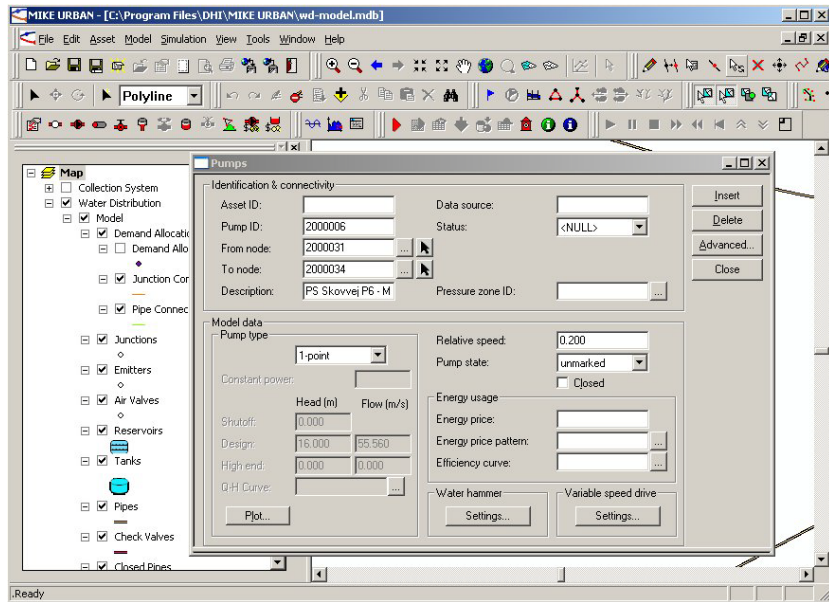 MIKE URBAN - [C:\Program Files\DHI\MIKE URBAN\wd-model.mdb]
File Edit Asset Model Simulation View Tools Window Help
Polyline
Map
Collection System
Water Distribution
Model
Demand Allocatio
Demand Allo
Junction Cor
Pipe Connec
Junctions
Emitters
Air Valves
Reservoirs
Tanks
Pipes
Check Valves
Closed Pipes
Pumps
Identification & connectivity
Asset ID:
Data source:
Pump ID: 2000006
Status: <NULL>
From node: 2000031 ...
To node: 2000034 ...
Description: PS Skovvej P6 - M
Pressure zone ID: ...
Insert
Delete
Advanced...
Close
Model data
Pump type
1-point
Constant power:
Head (m) Flow (m/s)
Shutoff: 0.000
Design: 16.000 55.560
High end: 0.000 0.000
Q-H Curve: ...
Plot...
Relative speed: 0.200
Pump state: unmarked
Closed
Energy usage
Energy price:
Energy price pattern: ...
Efficiency curve: ...
Water hammer
Settings...
Variable speed drive
Settings...
.Ready